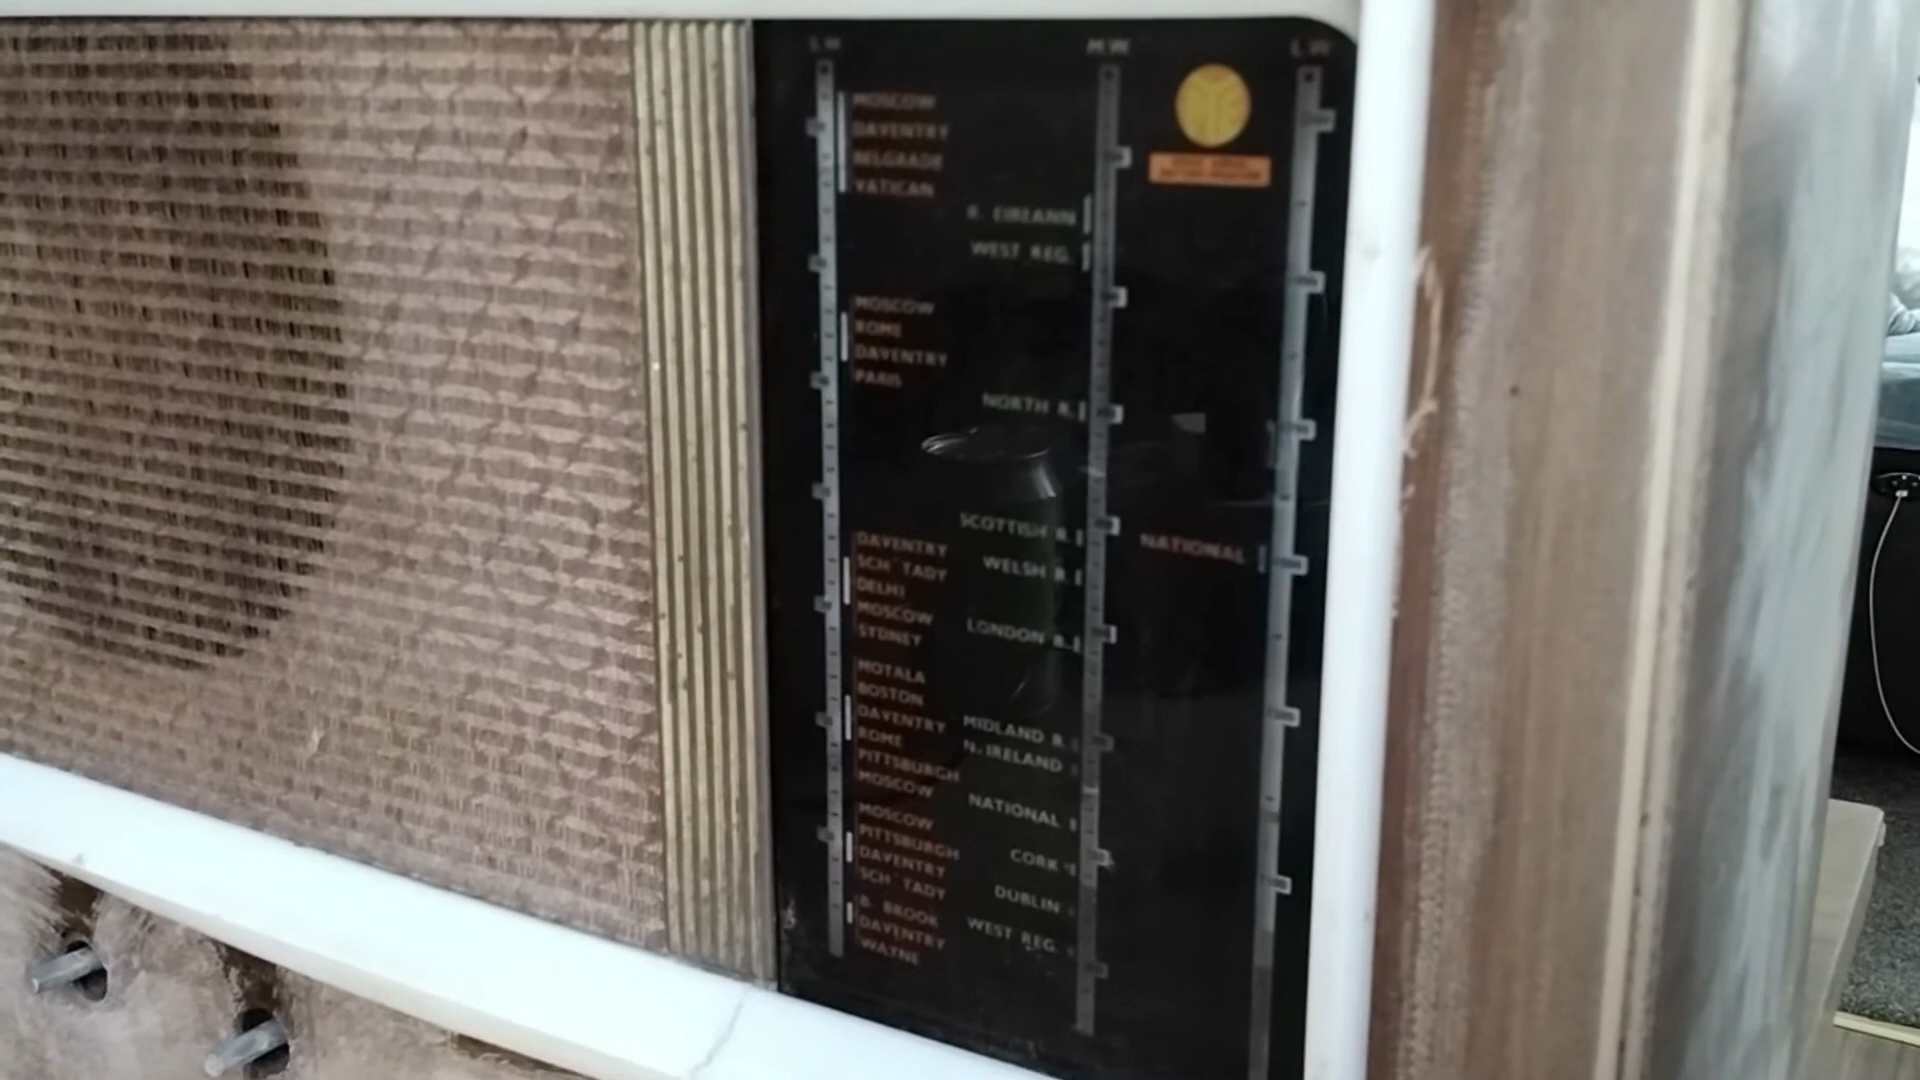 S.W
M.W
L.W
MOSCOW
DAVENTRY
BELGRADE
VATICAN
R. EIREANN
WEST REG.
MOSCOW
ROME
DAVENTRY
PARIS
NORTH R.
SCOTTISH R.
WELSH R.
LONDON R.
NATIONAL
DAVENTRY
SCH'TADY
DELHI
MOSCOW
SYDNEY
MOTALA
BOSTON
DAVENTRY
ROME
PITTSBURGH
MOSCOW
MIDLAND R.
N. IRELAND
NATIONAL
MOSCOW
PITTSBURGH
DAVENTRY
SCH'TADY
CORK
DUBLIN
B. BROOK
DAVENTRY
WAYNE
WEST REG.